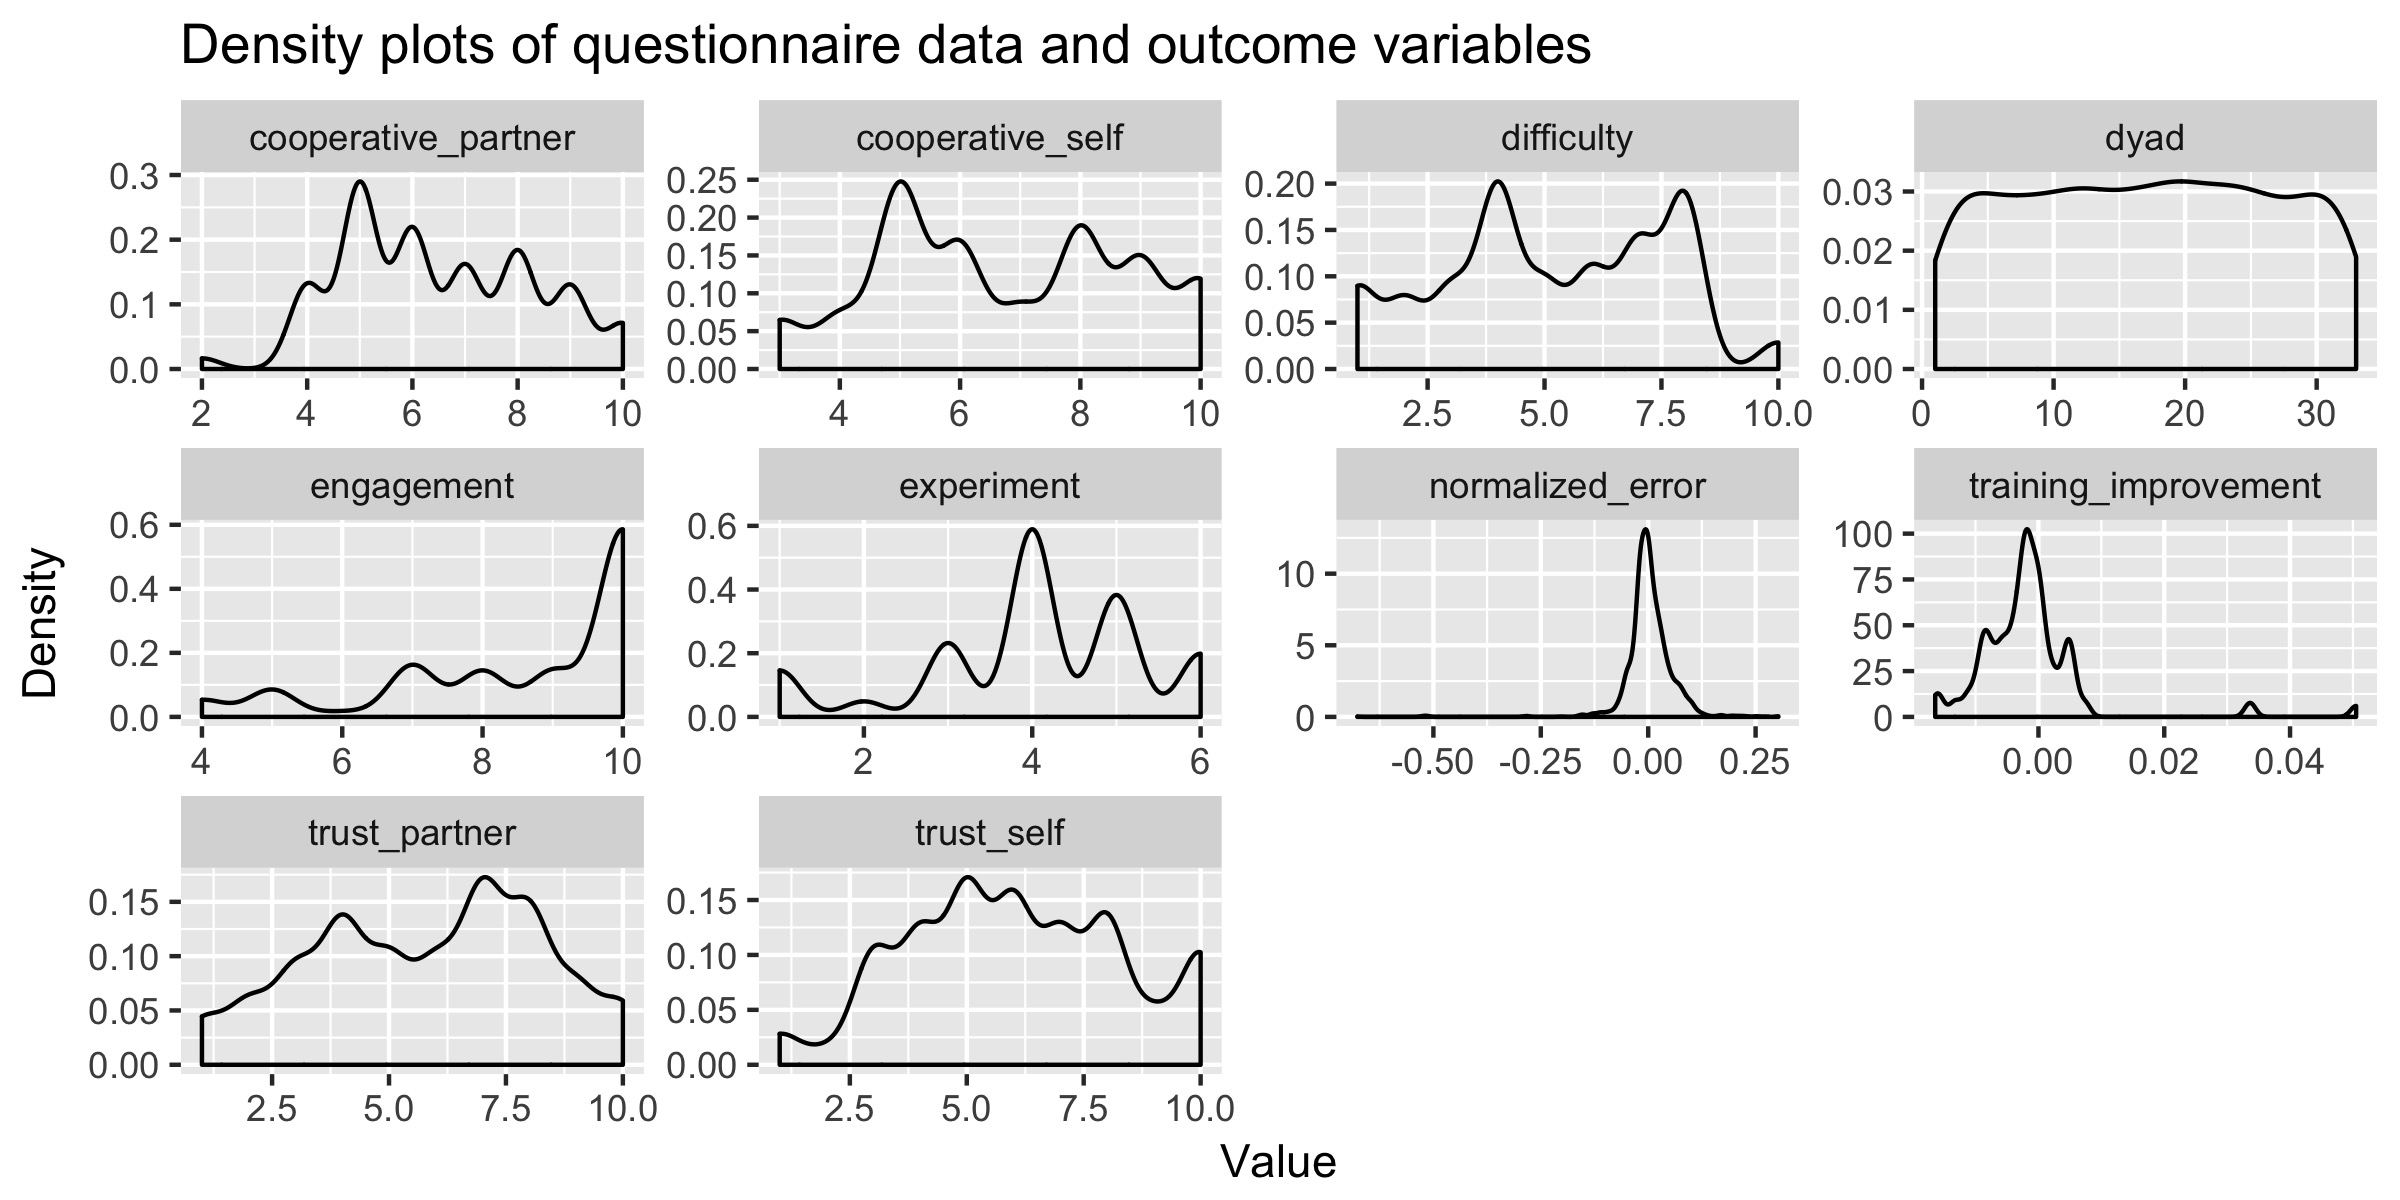 Density plots of questionnaire data and outcome variables
cooperative_partner cooperative_self difficulty dyad
0.3 0.2 0.1 0.0
2 4 6 8 10
0.25 0.20 0.15 0.10 0.05 0.00
4 6 8 10
0.20 0.15 0.10 0.05 0.00
2.5 5.0 7.5 10.0
0.03 0.02 0.01 0.00
0 10 20 30
engagement experiment normalized_error training_improvement
0.6 0.4 0.2 0.0
4 6 8 10
0.6 0.4 0.2 0.0
2 4 6
10 5 0
-0.50 -0.25 0.00 0.25
100 75 50 25 0
0.00 0.02 0.04
trust_partner trust_self
0.15 0.10 0.05 0.00
2.5 5.0 7.5 10.0
0.15 0.10 0.05 0.00
2.5 5.0 7.5 10.0
Density
Value